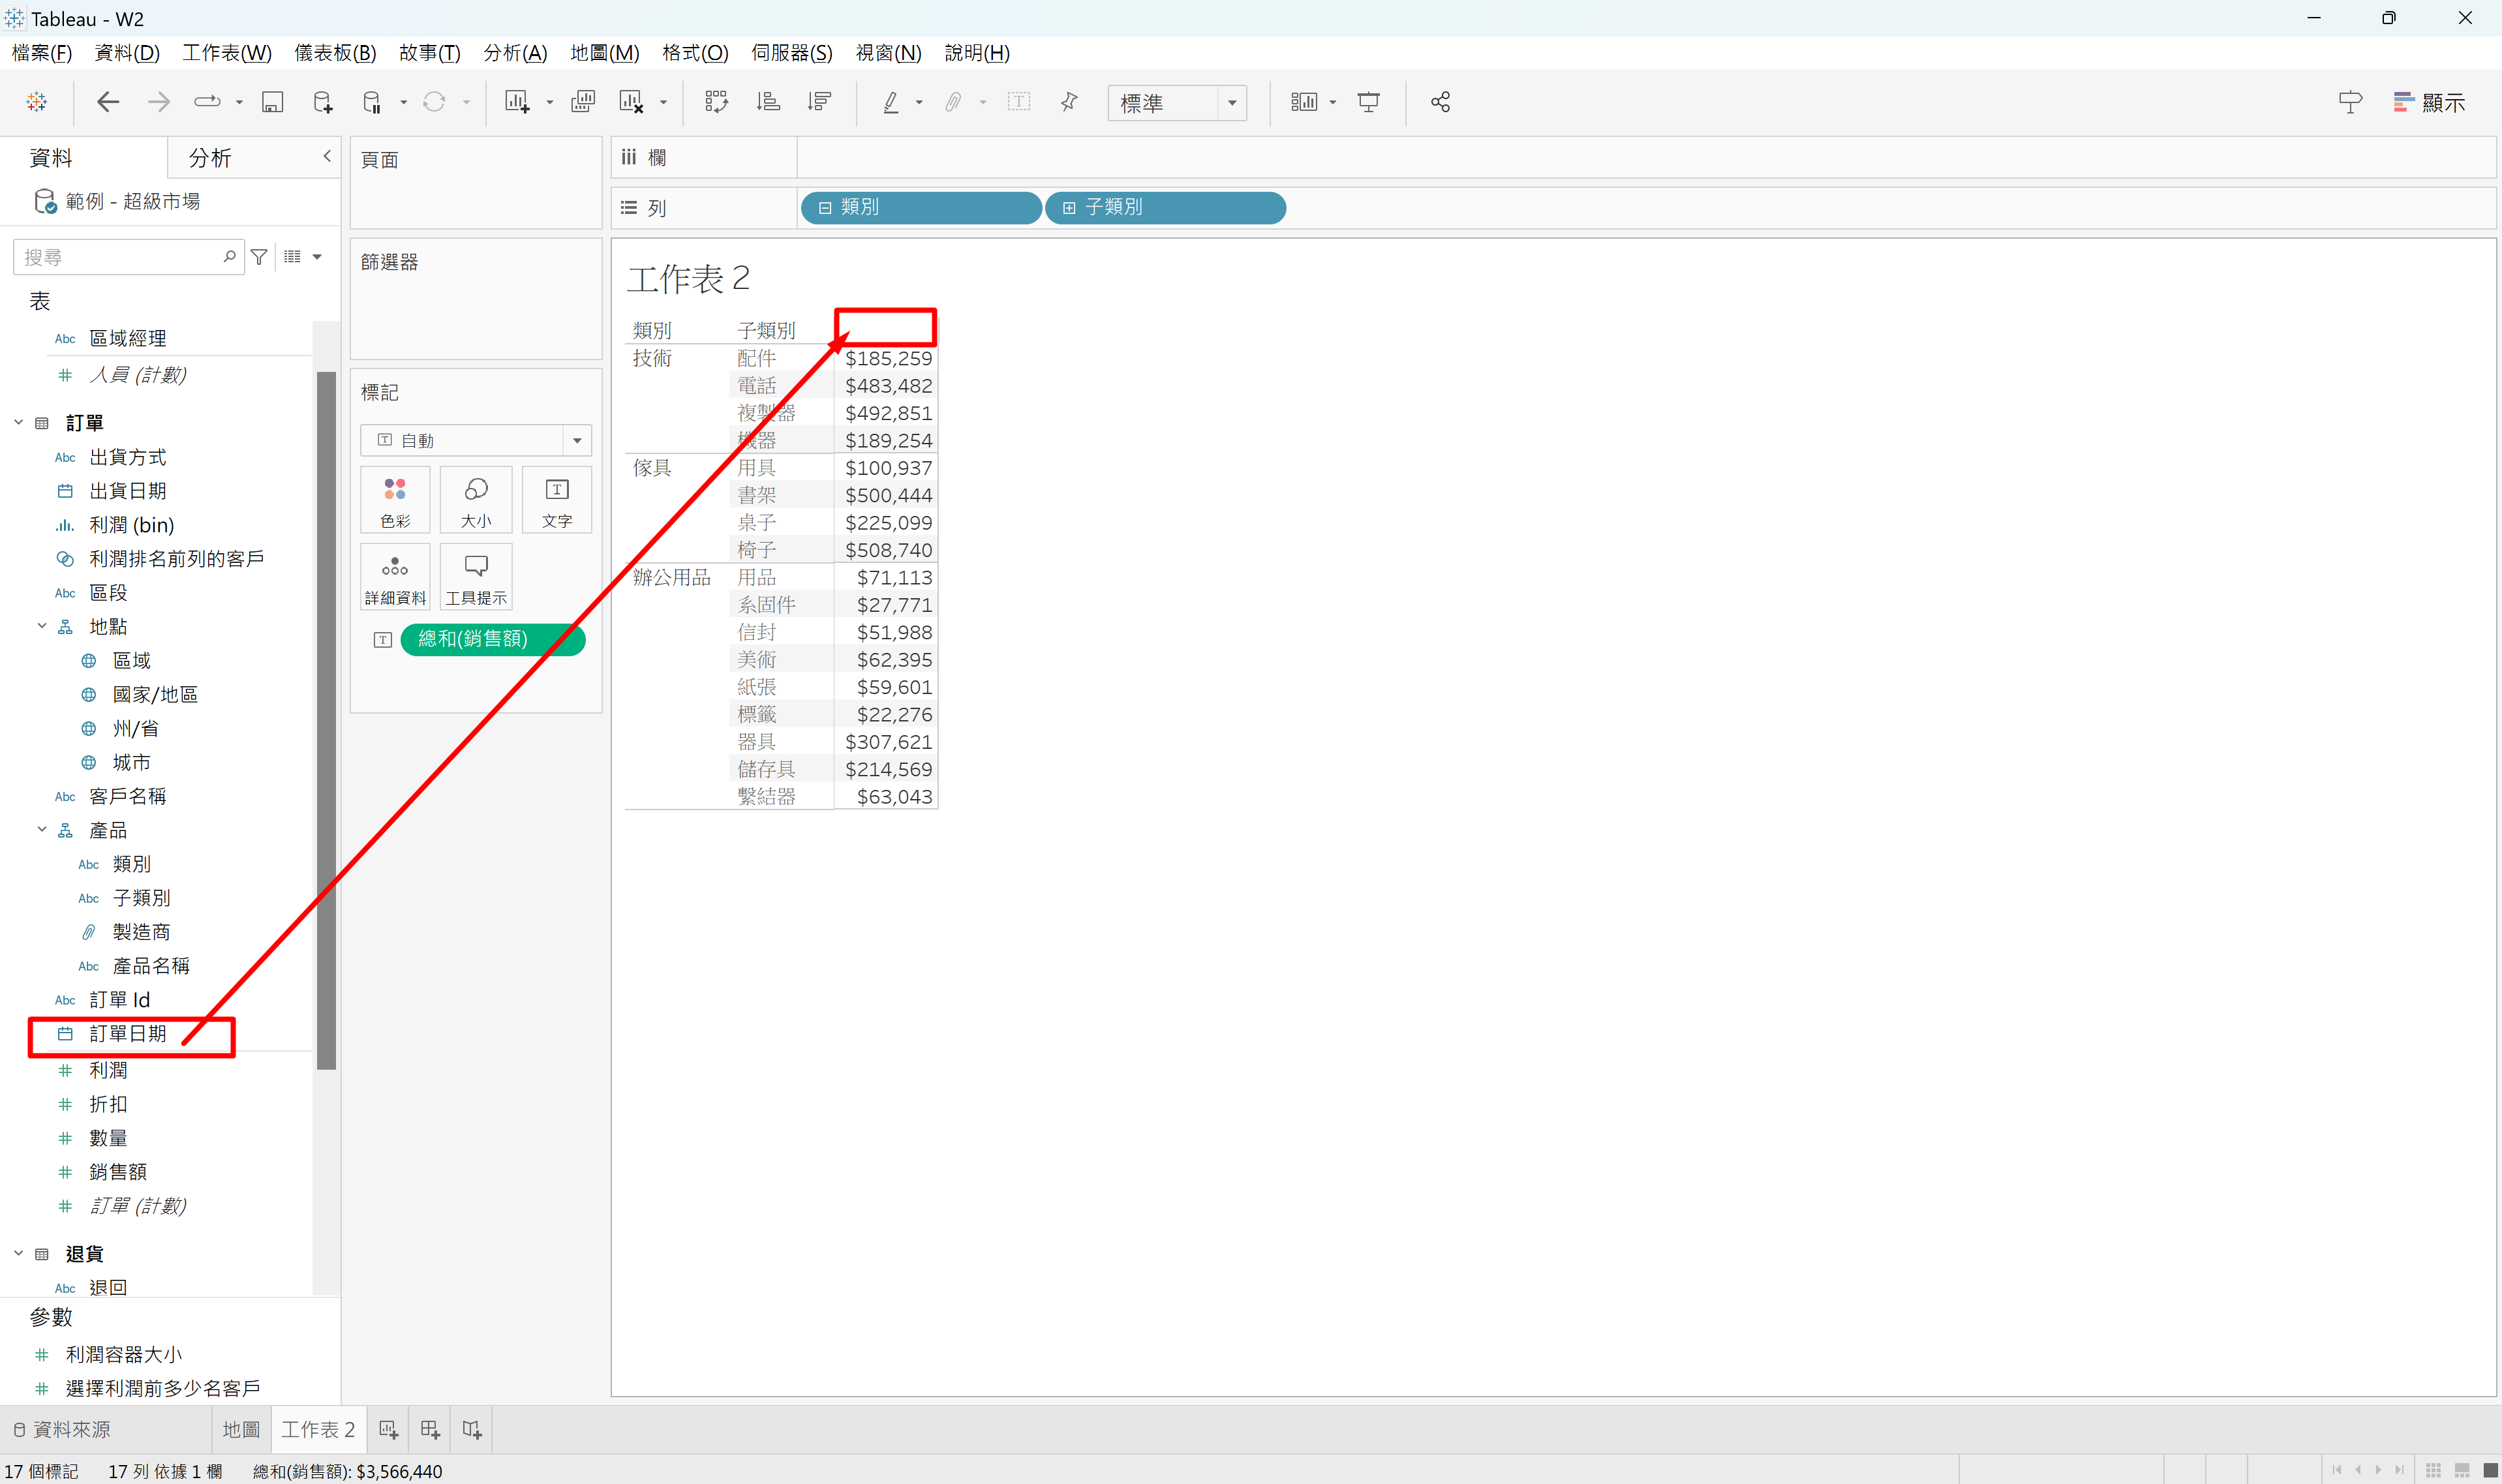 Tableau - W2
檔案(F) 資料(D) 工作表(W) 儀表板(B) 故事(T) 分析(A) 地圖(M) 格式(O) 伺服器(S) 視窗(N) 說明(H)
標準
顯示
資料 分析
範例 - 超級市場
搜尋
表
Abc 區域經理
人員 (計數)
訂單
Abc 出貨方式
出貨日期
利潤 (bin)
利潤排名前列的客戶
Abc 區段
地點
區域
國家/地區
州/省
城市
Abc 客戶名稱
產品
Abc 類別
Abc 子類別
製造商
Abc 產品名稱
Abc 訂單 Id
訂單日期
利潤
折扣
數量
銷售額
訂單 (計數)
退貨
Abc 退回
參數
利潤容器大小
選擇利潤前多少名客戶
頁面
篩選器
標記
自動
色彩 大小 文字
詳細資料 工具提示
總和(銷售額)
欄
列 類別 子類別
工作表 2
類別 子類別
技術 配件 $185,259
電話 $483,482
複製器 $492,851
機器 $189,254
傢具 用具 $100,937
書架 $500,444
桌子 $225,099
椅子 $508,740
辦公用品 用品 $71,113
系固件 $27,771
信封 $51,988
美術 $62,395
紙張 $59,601
標籤 $22,276
器具 $307,621
儲存具 $214,569
繫結器 $63,043
資料來源 地圖 工作表 2
17 個標記 17 列 依據 1 欄 總和(銷售額): $3,566,440